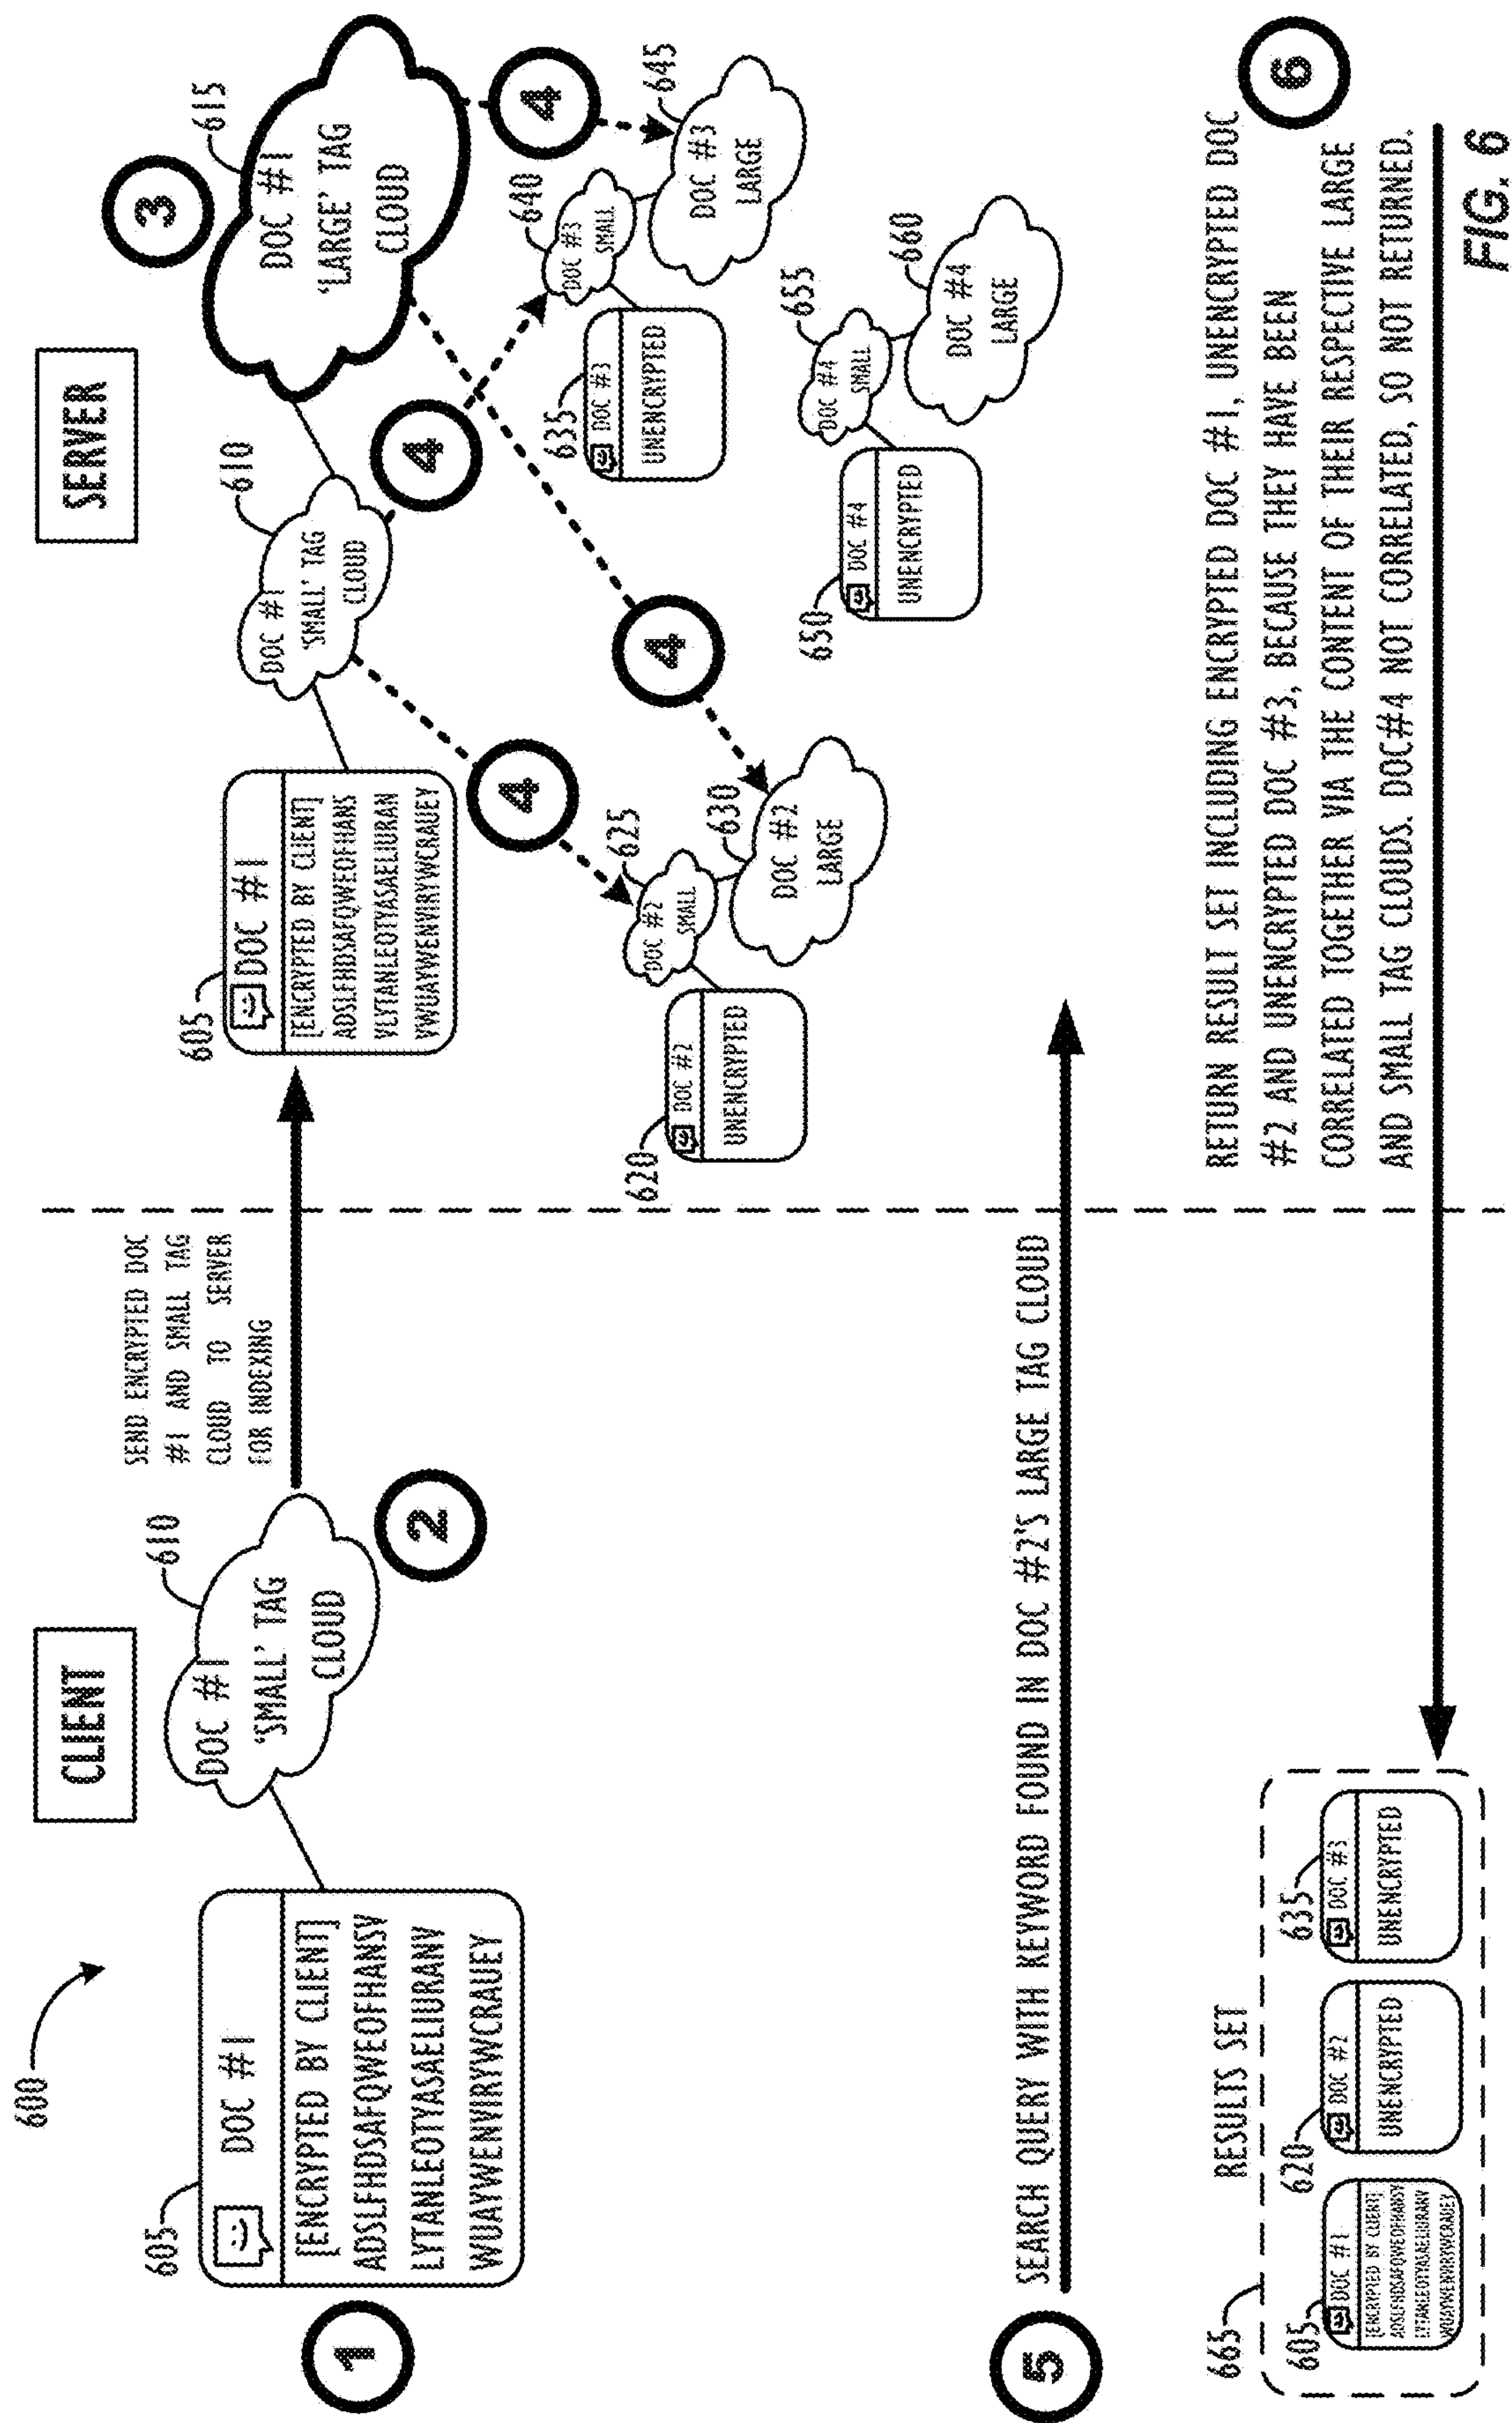 600
CLIENT
SERVER
1
605
DOC #1
[ENCRYPTED BY CLIENT]
ADSLFHDSAFQWEOFHANSV
LYTANLEOTYASAELIURANV
WUAYWENVIRYWCRAUEY
610
DOC #1
'SMALL' TAG
CLOUD
2
SEND ENCRYPTED DOC
#1 AND SMALL TAG
CLOUD TO SERVER
FOR INDEXING
605
DOC #1
[ENCRYPTED BY CLIENT]
ADSLFHDSAFQWEOFHANS
VLYTANLEOTYASAELIURAN
VWUAYWENVIRYWCRAUEY
610
DOC #1
'SMALL' TAG
CLOUD
3
615
DOC #1
'LARGE' TAG
CLOUD
4
4
4
4
620
DOC #2
UNENCRYPTED
625
DOC #2
SMALL
630
DOC #2
LARGE
635
DOC #3
UNENCRYPTED
640
DOC #3
SMALL
645
DOC #3
LARGE
650
DOC #4
UNENCRYPTED
655
DOC #4
SMALL
660
DOC #4
LARGE
5
SEARCH QUERY WITH KEYWORD FOUND IN DOC #2'S LARGE TAG CLOUD
RETURN RESULT SET INCLUDING ENCRYPTED DOC #1, UNENCRYPTED DOC
#2 AND UNENCRYPTED DOC #3, BECAUSE THEY HAVE BEEN
CORRELATED TOGETHER VIA THE CONTENT OF THEIR RESPECTIVE LARGE
AND SMALL TAG CLOUDS. DOC#4 NOT CORRELATED, SO NOT RETURNED.
6
665
RESULTS SET
605
DOC #1
[ENCRYPTED BY CLIENT]
ADSLFHDSAFQWEOFHANSV
LYTANLEOTYASAELIURANV
WUAYWENVIRYWCRAUEY
620
DOC #2
UNENCRYPTED
635
DOC #3
UNENCRYPTED
FIG. 6